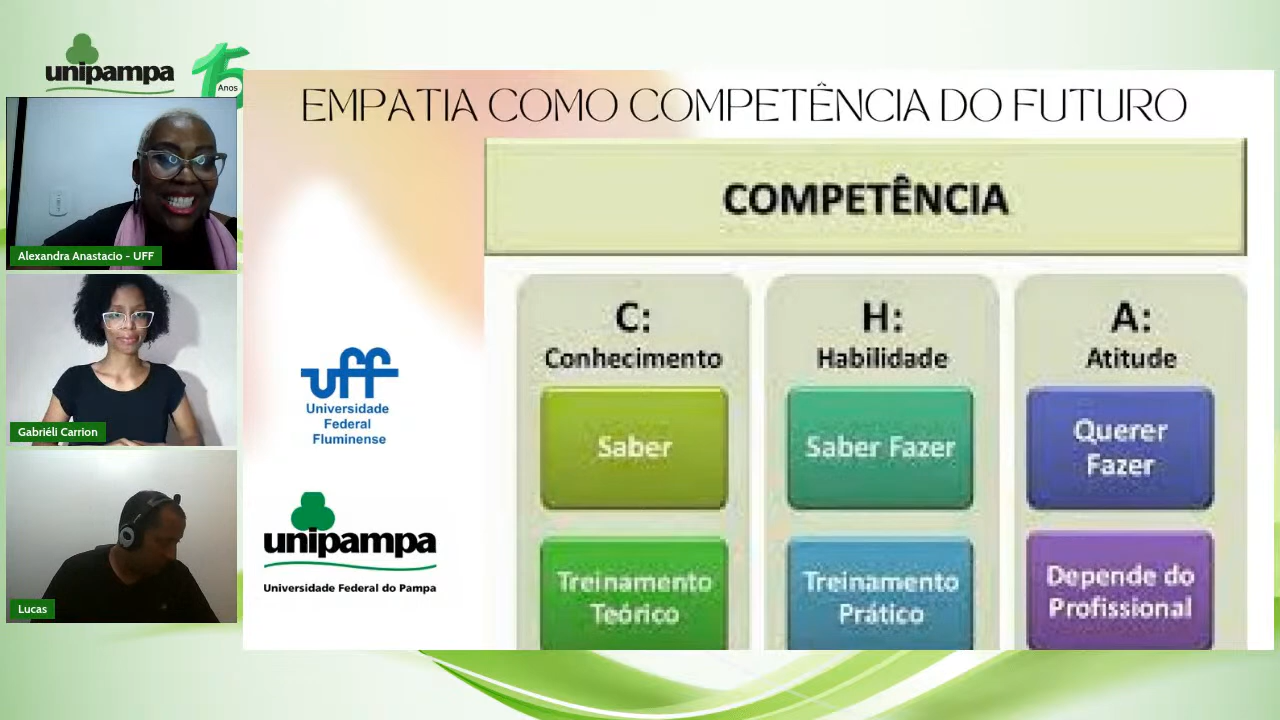 unipampa
15
Anos
Alexandra Anastacio - UFF
Gabriéli Carrion
Lucas
EMPATIA COMO COMPETÊNCIA DO FUTURO
uff
Universidade
Federal
Fluminense
unipampa
Universidade Federal do Pampa
COMPETÊNCIA
C:
Conhecimento
Saber
Treinamento
Teórico
H:
Habilidade
Saber Fazer
Treinamento
Prático
A:
Atitude
Querer
Fazer
Depende do
Profissional